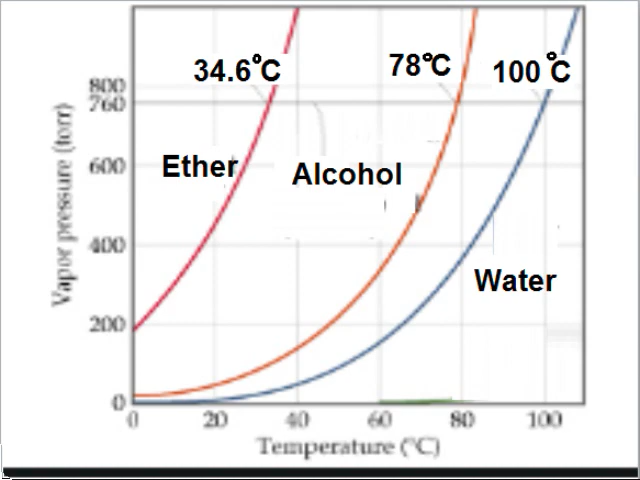 34.6°C
78°C
100°C
800
760
Ether
600
Alcohol
Vapor pressure (torr)
400
Water
200
0
0 20 40 60 80 100
Temperature (°C)